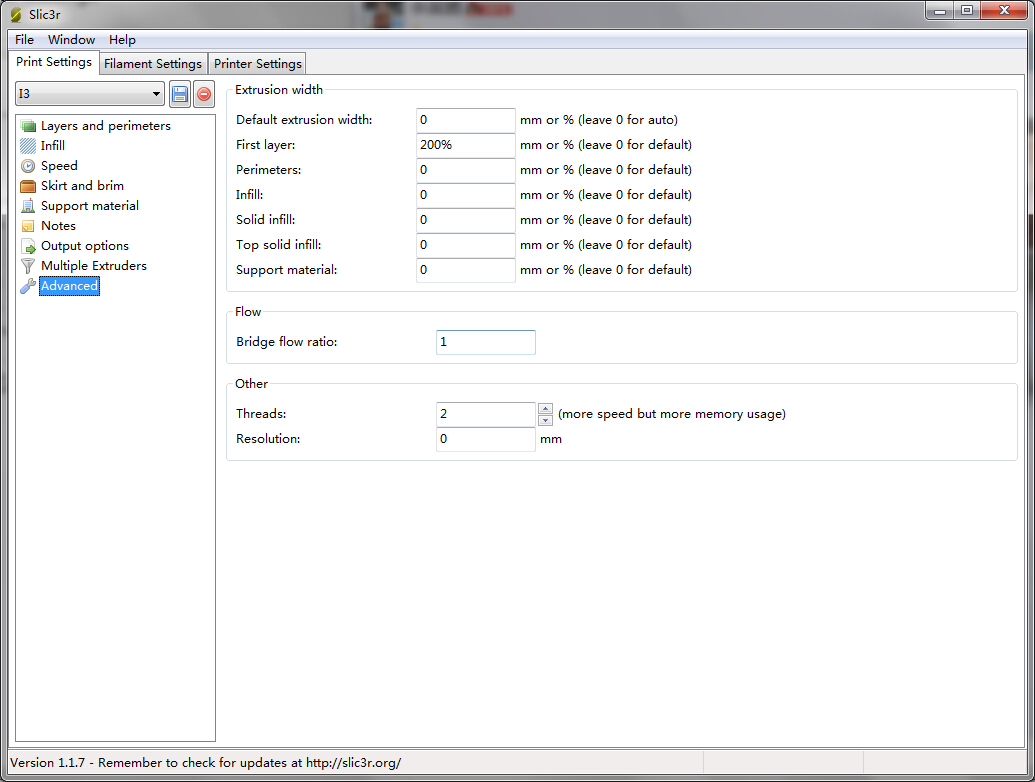 Slic3r
File Window Help
Print Settings Filament Settings Printer Settings
I3
Layers and perimeters
Infill
Speed
Skirt and brim
Support material
Notes
Output options
Multiple Extruders
Advanced
Extrusion width
Default extrusion width: 0 mm or % (leave 0 for auto)
First layer: 200% mm or % (leave 0 for default)
Perimeters: 0 mm or % (leave 0 for default)
Infill: 0 mm or % (leave 0 for default)
Solid infill: 0 mm or % (leave 0 for default)
Top solid infill: 0 mm or % (leave 0 for default)
Support material: 0 mm or % (leave 0 for default)
Flow
Bridge flow ratio: 1
Other
Threads: 2 (more speed but more memory usage)
Resolution: 0 mm
Version 1.1.7 - Remember to check for updates at http://slic3r.org/